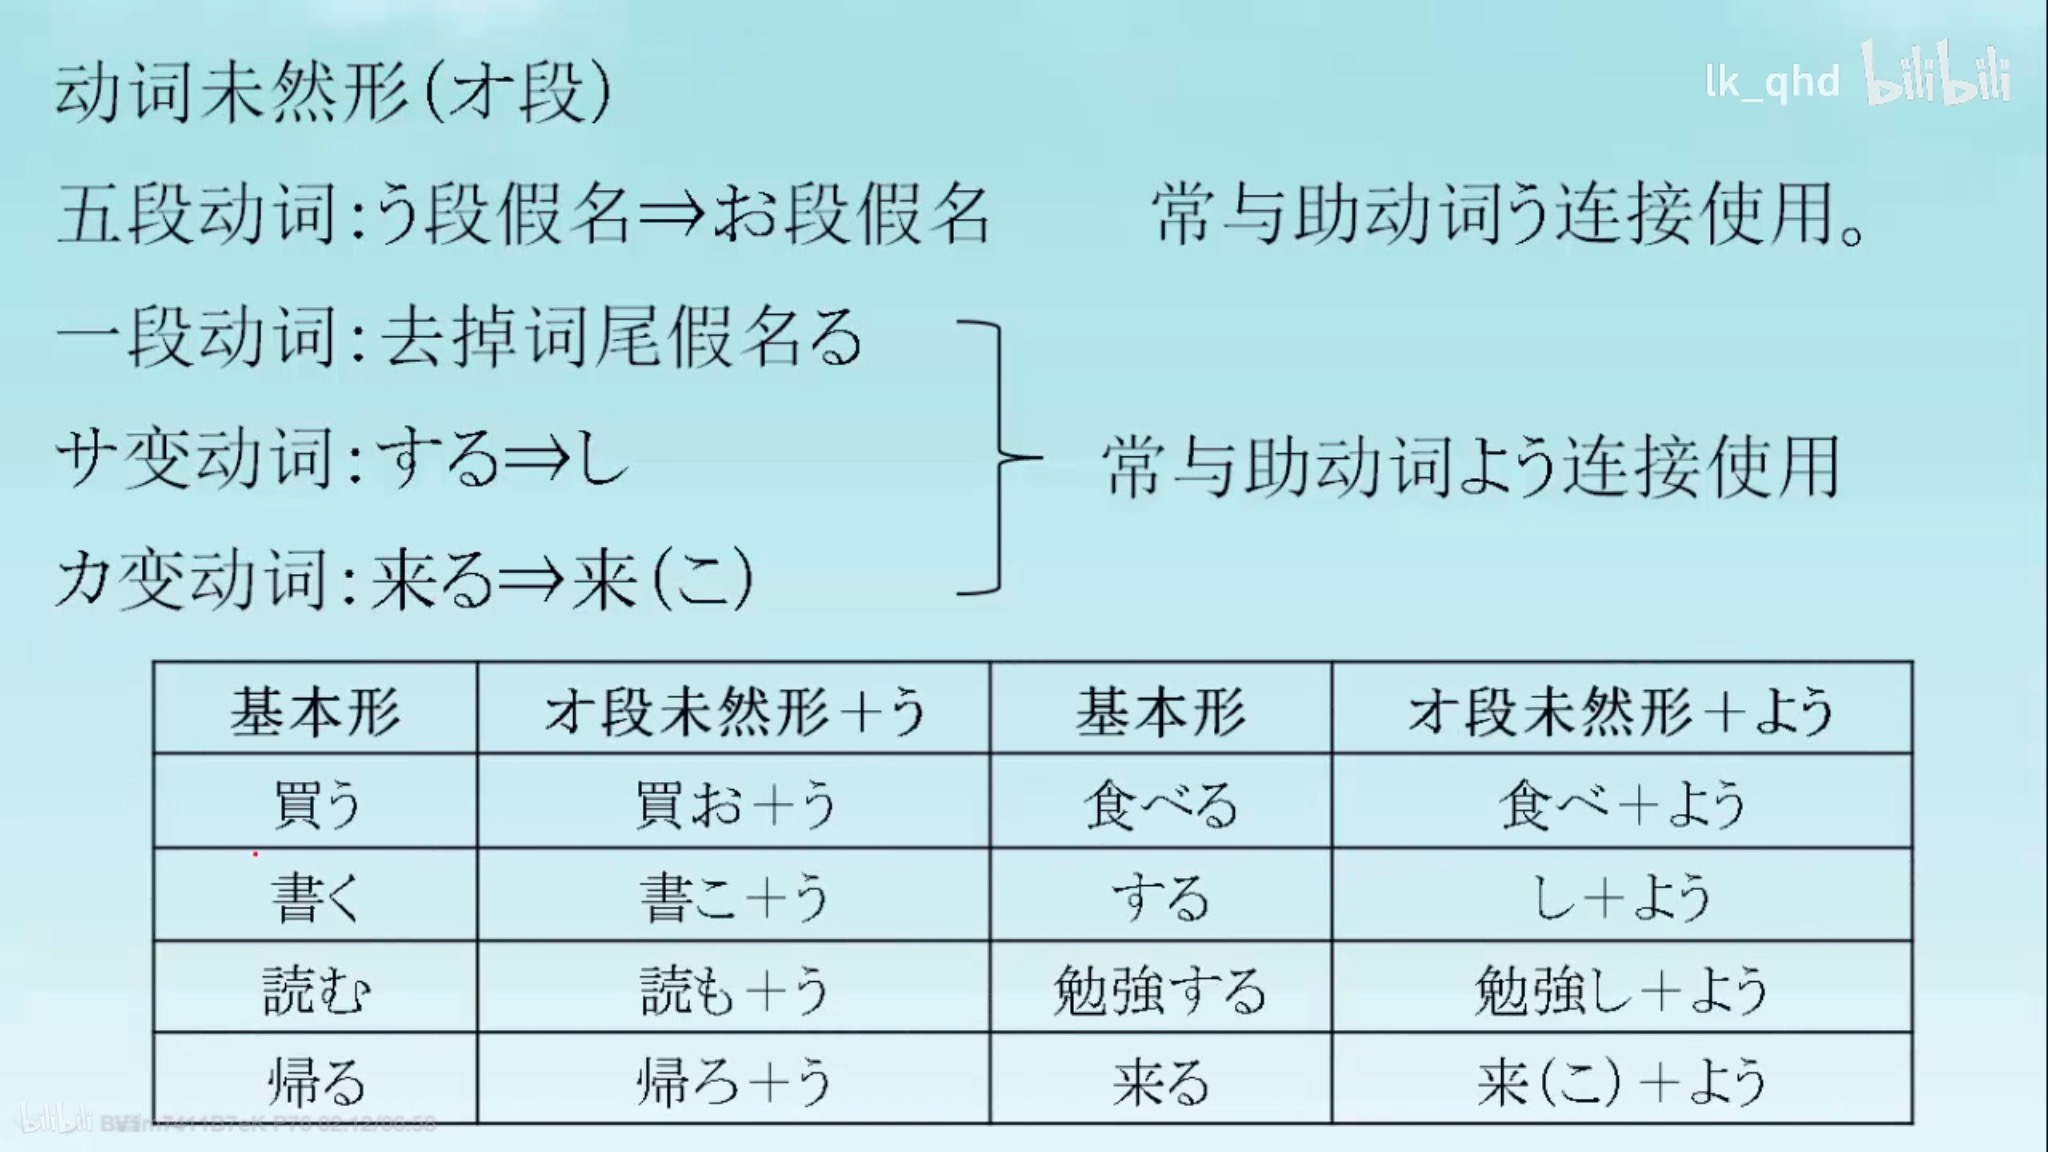 动词未然形(オ段)
lk_qhd bilibili
五段动词:う段假名⇒お段假名 常与助动词う连接使用。
一段动词:去掉词尾假名る
サ变动词:する⇒し
常与助动词よう连接使用
カ变动词:来る⇒来(こ)
基本形 オ段未然形+う 基本形 オ段未然形+よう
買う 買お+う 食べる 食べ+よう
書く 書こ+う する し+よう
読む 読も+う 勉強する 勉強し+よう
帰る 帰ろ+う 来る 来(こ)+よう
bilibili